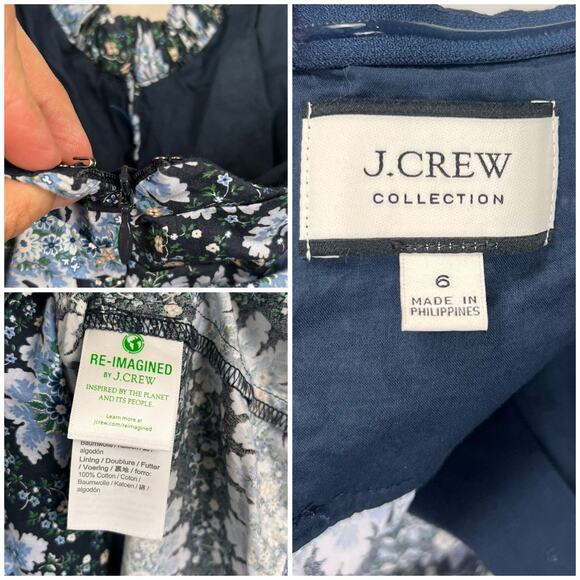 J.CREW
COLLECTION
6
MADE IN
PHILIPPINES
RE-IMAGINED
BY J.CREW
INSPIRED BY THE PLANET
AND ITS PEOPLE.
Learn more at
jcrew.com/reimagined
algodón
Lining / Doublure / Futter
/ Voering / 裏地 / forro:
100% Cotton / Coton /
Baumwolle / Katoen / 綿 /
algodón